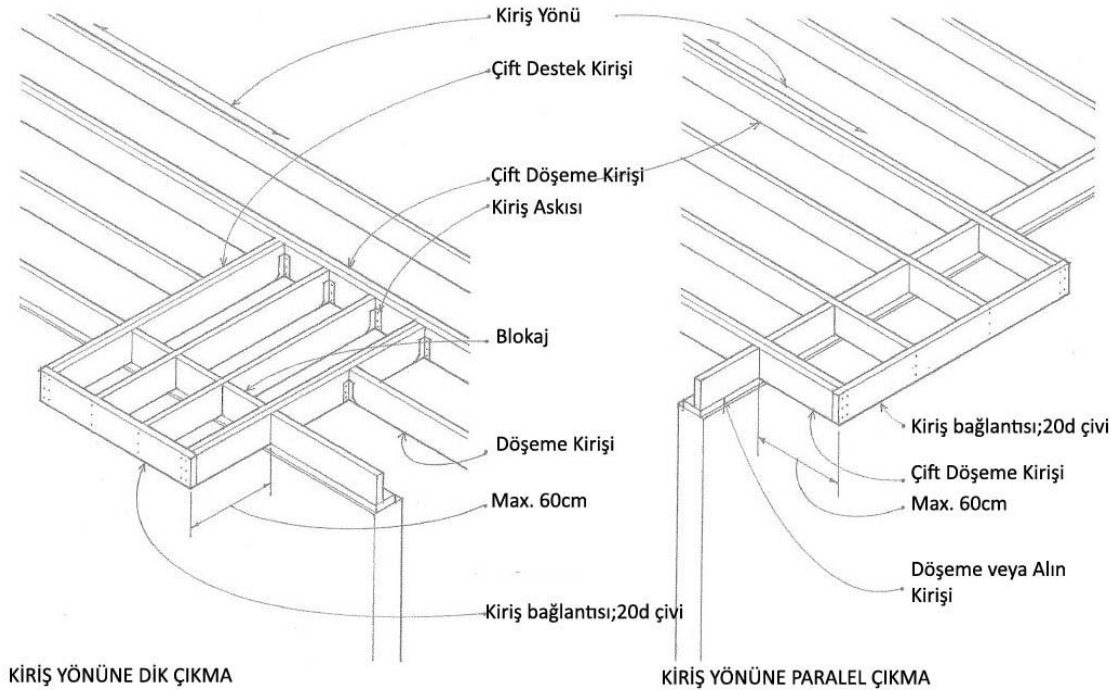 Kiriş Yönü
Çift Destek Kirişi
Çift Döşeme Kirişi
Kiriş Askısı
Blokaj
Döşeme Kirişi
Max. 60cm
Kiriş bağlantısı;20d çivi
Kiriş bağlantısı;20d çivi
Çift Döşeme Kirişi
Max. 60cm
Döşeme veya Alın
Kirişi
KİRİŞ YÖNÜNE DİK ÇIKMA
KİRİŞ YÖNÜNE PARALEL ÇIKMA